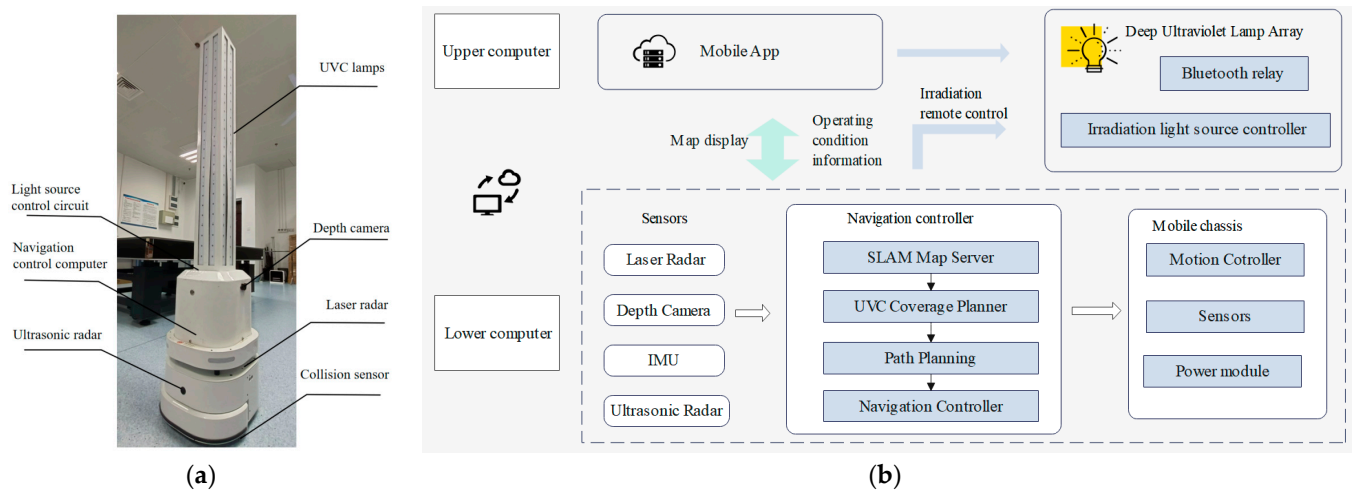 UVC lamps
Light source
control circuit
Navigation
control computer
Depth camera
Laser radar
Ultrasonic radar
Collision sensor
(a)
Upper computer
Mobile App
Deep Ultraviolet Lamp Array
Bluetooth relay
Irradiation light source controller
Irradiation
remote control
Map display
Operating
condition
information
Lower computer
Sensors
Laser Radar
Depth Camera
IMU
Ultrasonic Radar
Navigation controller
SLAM Map Server
UVC Coverage Planner
Path Planning
Navigation Controller
Mobile chassis
Motion Cotroller
Sensors
Power module
(b)